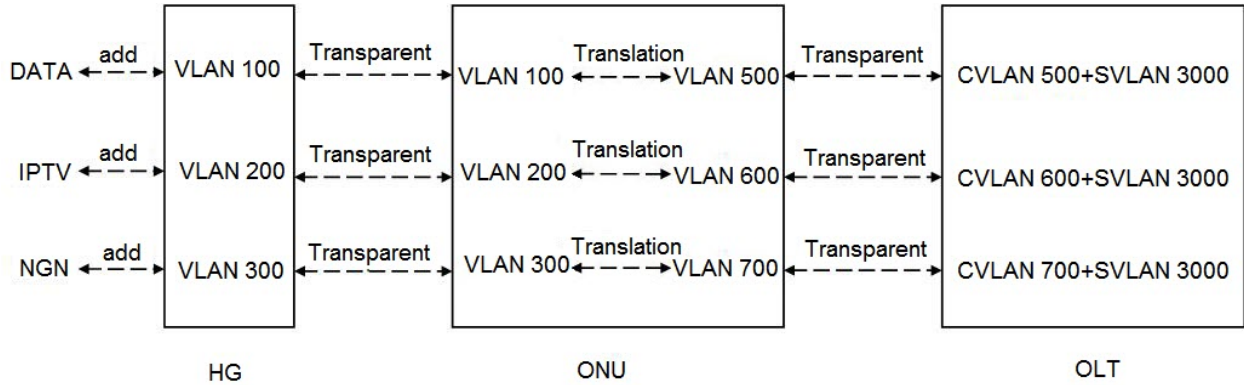 add Transparent Translation Transparent
DATA VLAN 100 VLAN 100 VLAN 500 CVLAN 500+SVLAN 3000
add Transparent Translation Transparent
IPTV VLAN 200 VLAN 200 VLAN 600 CVLAN 600+SVLAN 3000
add Transparent Translation Transparent
NGN VLAN 300 VLAN 300 VLAN 700 CVLAN 700+SVLAN 3000
HG ONU OLT